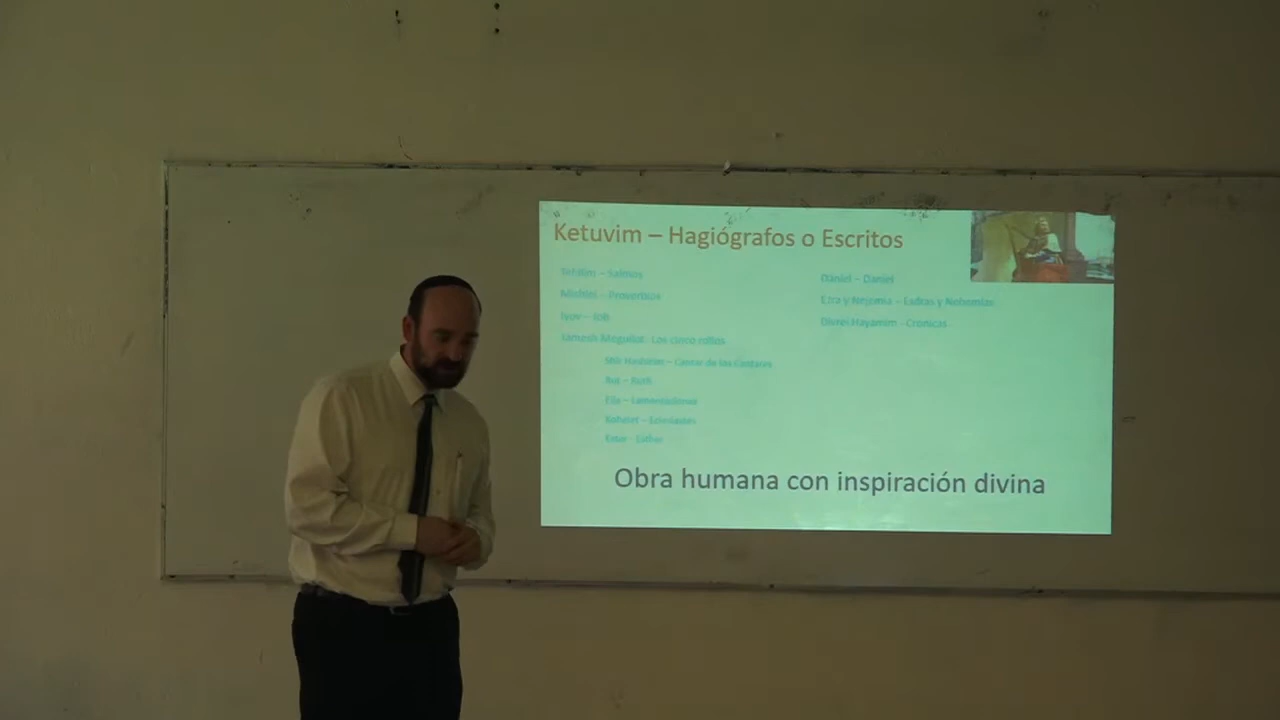 Ketuvim – Hagiógrafos o Escritos
Tehilim – Salmos
Mishlei – Proverbios
Iyov – Job
Jamesh Meguilot: Los cinco rollos
Shir Hashirim – Cantar de los Cantares
Rut – Ruth
Eija – Lamentaciones
Kohelet – Eclesiastes
Ester - Esther
Daniel – Daniel
Ezra y Nejemia – Esdras y Nehemías
Divrei Hayamim - Cronicas
Obra humana con inspiración divina